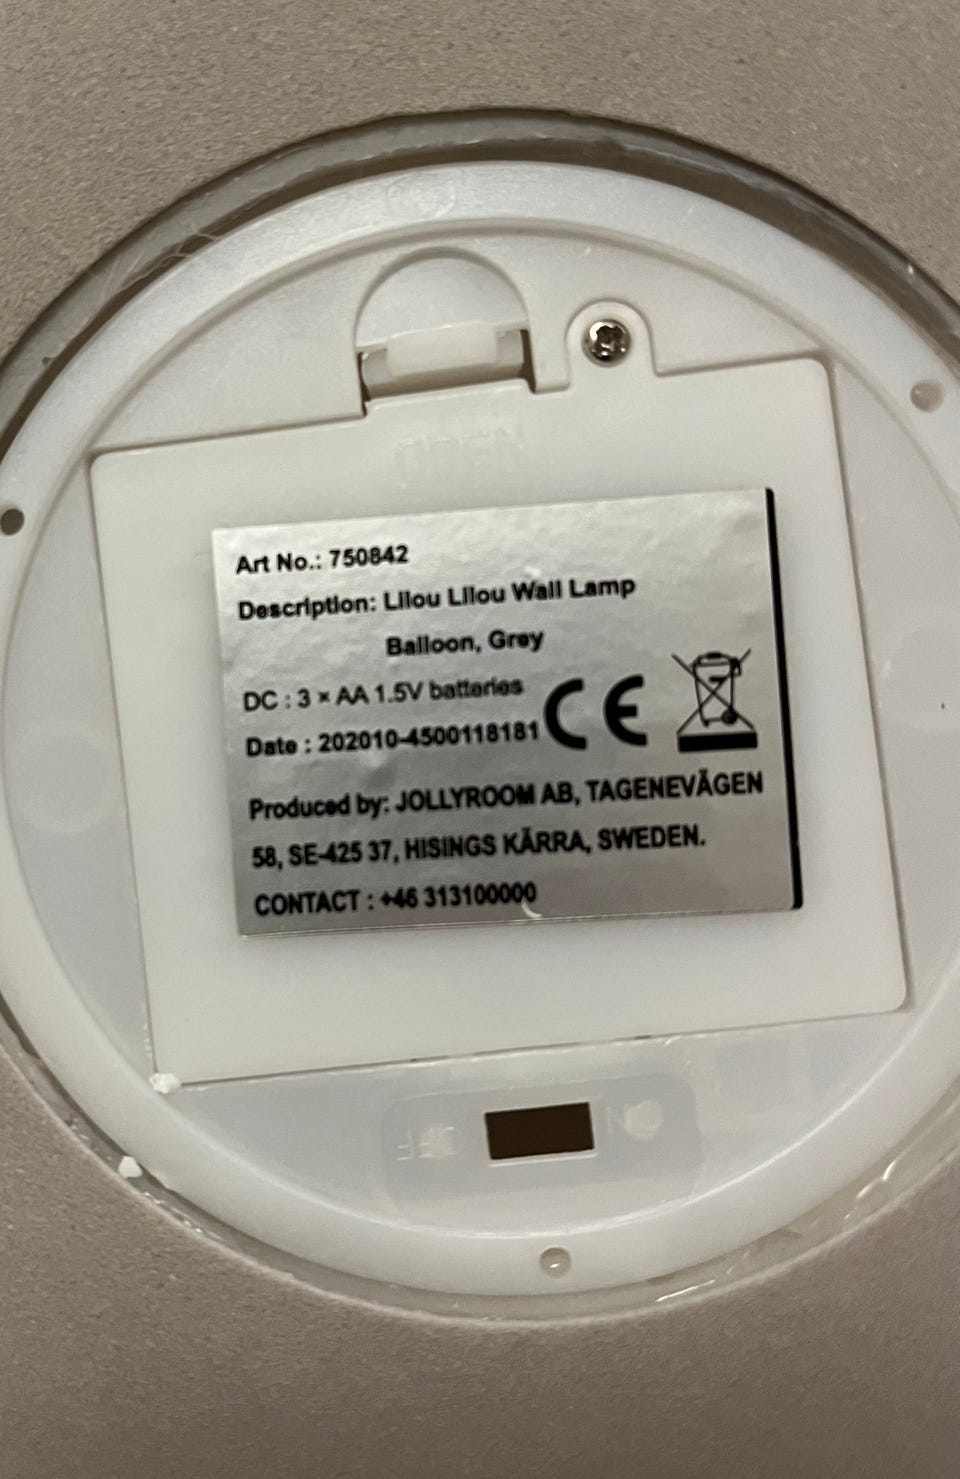 OPEN
Art No.: 750842
Description: Lilou Lilou Wall Lamp
Balloon, Grey
DC : 3 × AA 1.5V batteries
Date : 202010-4500118181
CE
Produced by: JOLLYROOM AB, TAGENEVÄGEN
58, SE-425 37, HISINGS KÄRRA, SWEDEN.
CONTACT : +46 313100000
OFF ON